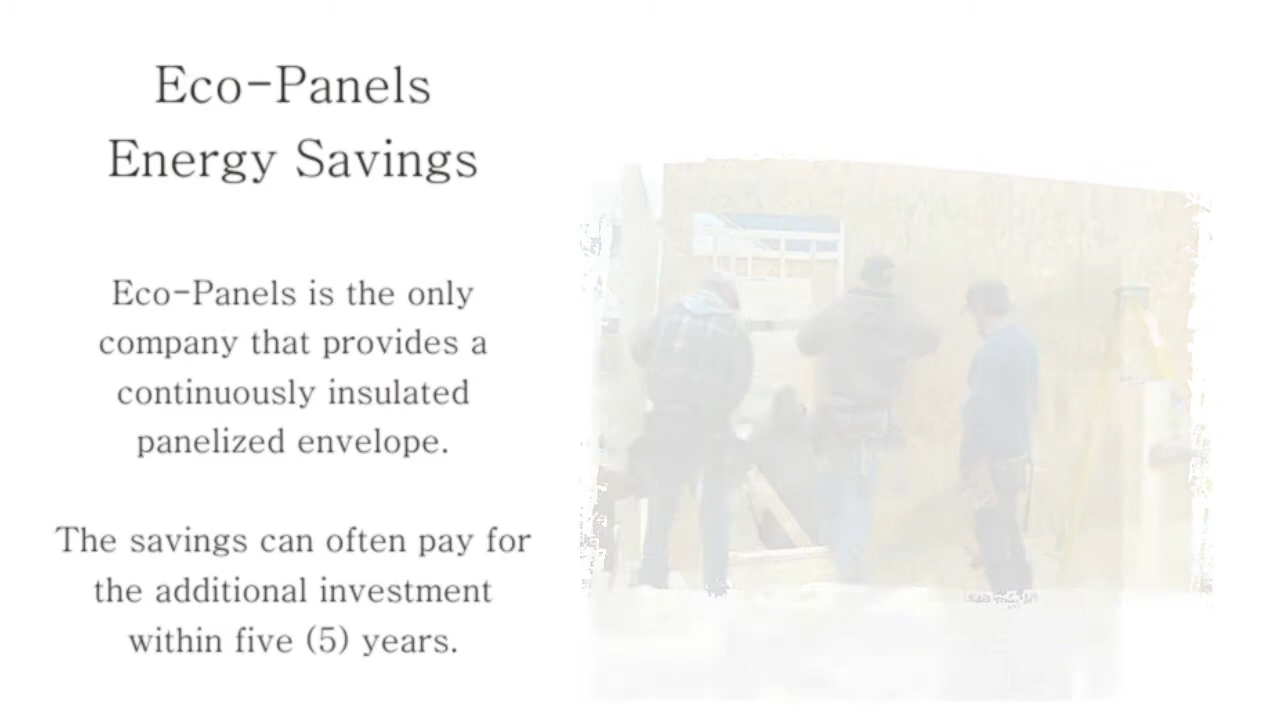 Eco-Panels
Energy Savings
Eco-Panels is the only
company that provides a
continuously insulated
panelized envelope.
The savings can often pay for
the additional investment
within five (5) years.